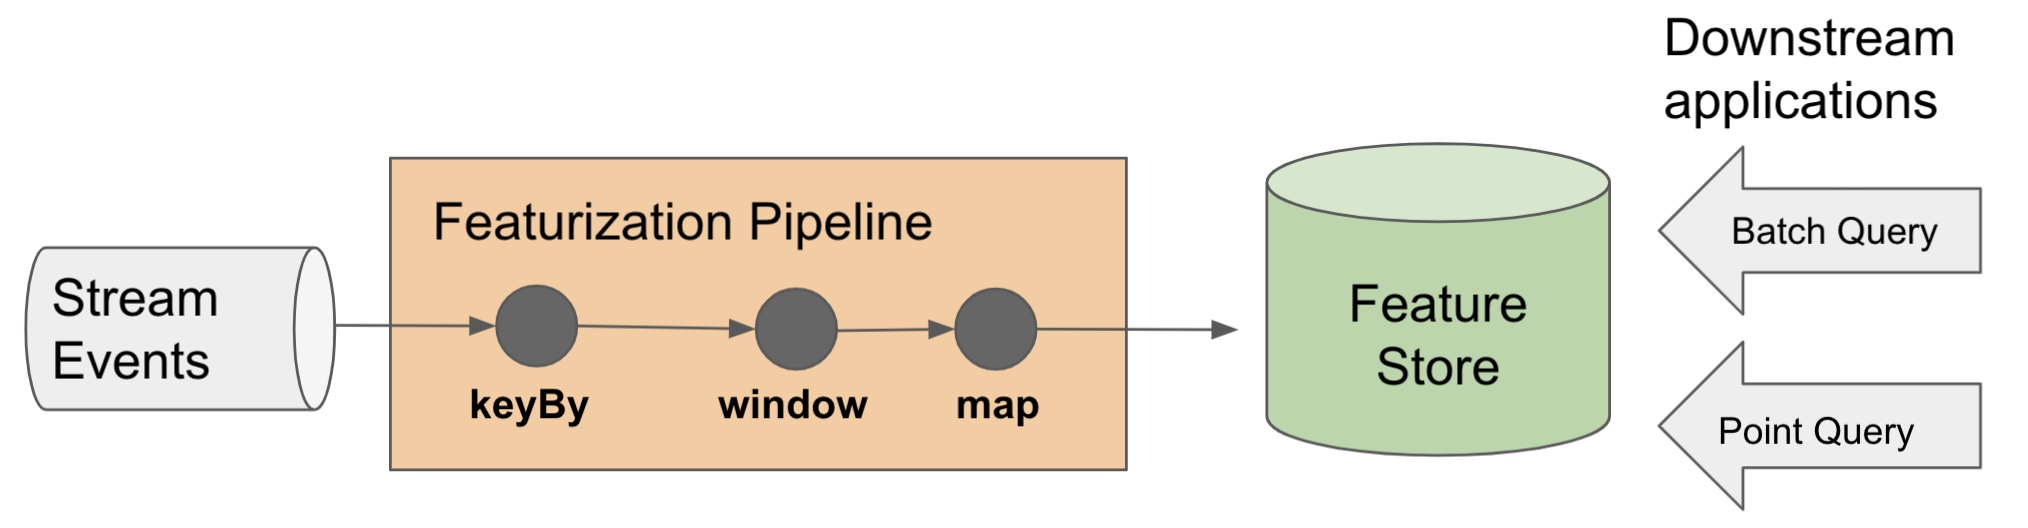 Stream
Events
Featurization Pipeline
keyBy
window
map
Feature
Store
Downstream
applications
Batch Query
Point Query